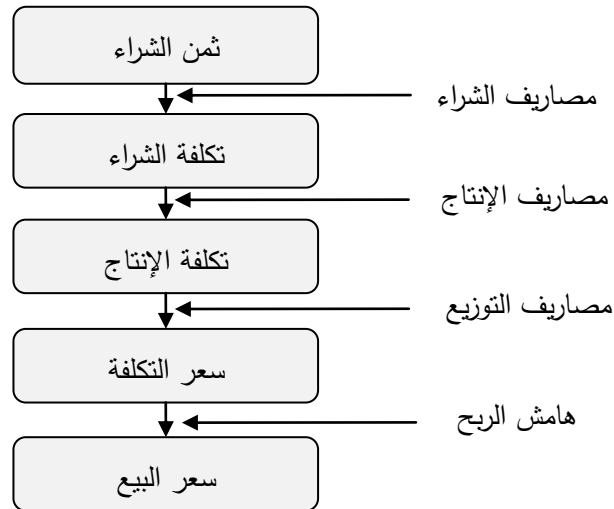 ثمن الشراء
مصاريف الشراء
تكلفة الشراء
مصاريف الإنتاج
تكلفة الإنتاج
مصاريف التوزيع
سعر التكلفة
هامش الربح
سعر البيع